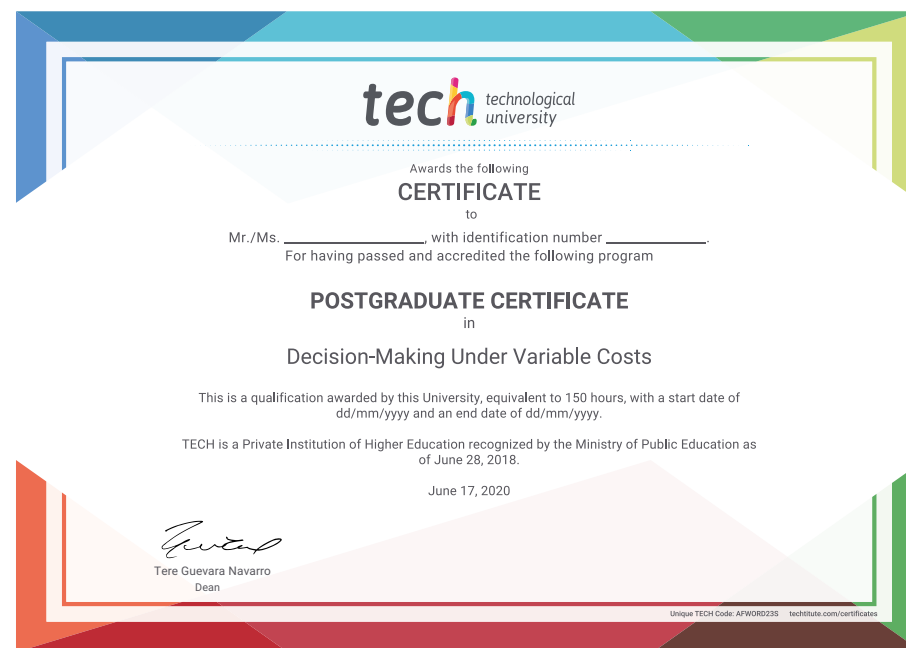 tech technological
university
Awards the following
CERTIFICATE
to
Mr./Ms. ____________, with identification number ____________.
For having passed and accredited the following program
POSTGRADUATE CERTIFICATE
in
Decision-Making Under Variable Costs
This is a qualification awarded by this University, equivalent to 150 hours, with a start date of
dd/mm/yyyy and an end date of dd/mm/yyyy.
TECH is a Private Institution of Higher Education recognized by the Ministry of Public Education as
of June 28, 2018.
June 17, 2020
Tere Guevara Navarro
Dean
Unique TECH Code: AFWORD23S techtitute.com/certificates